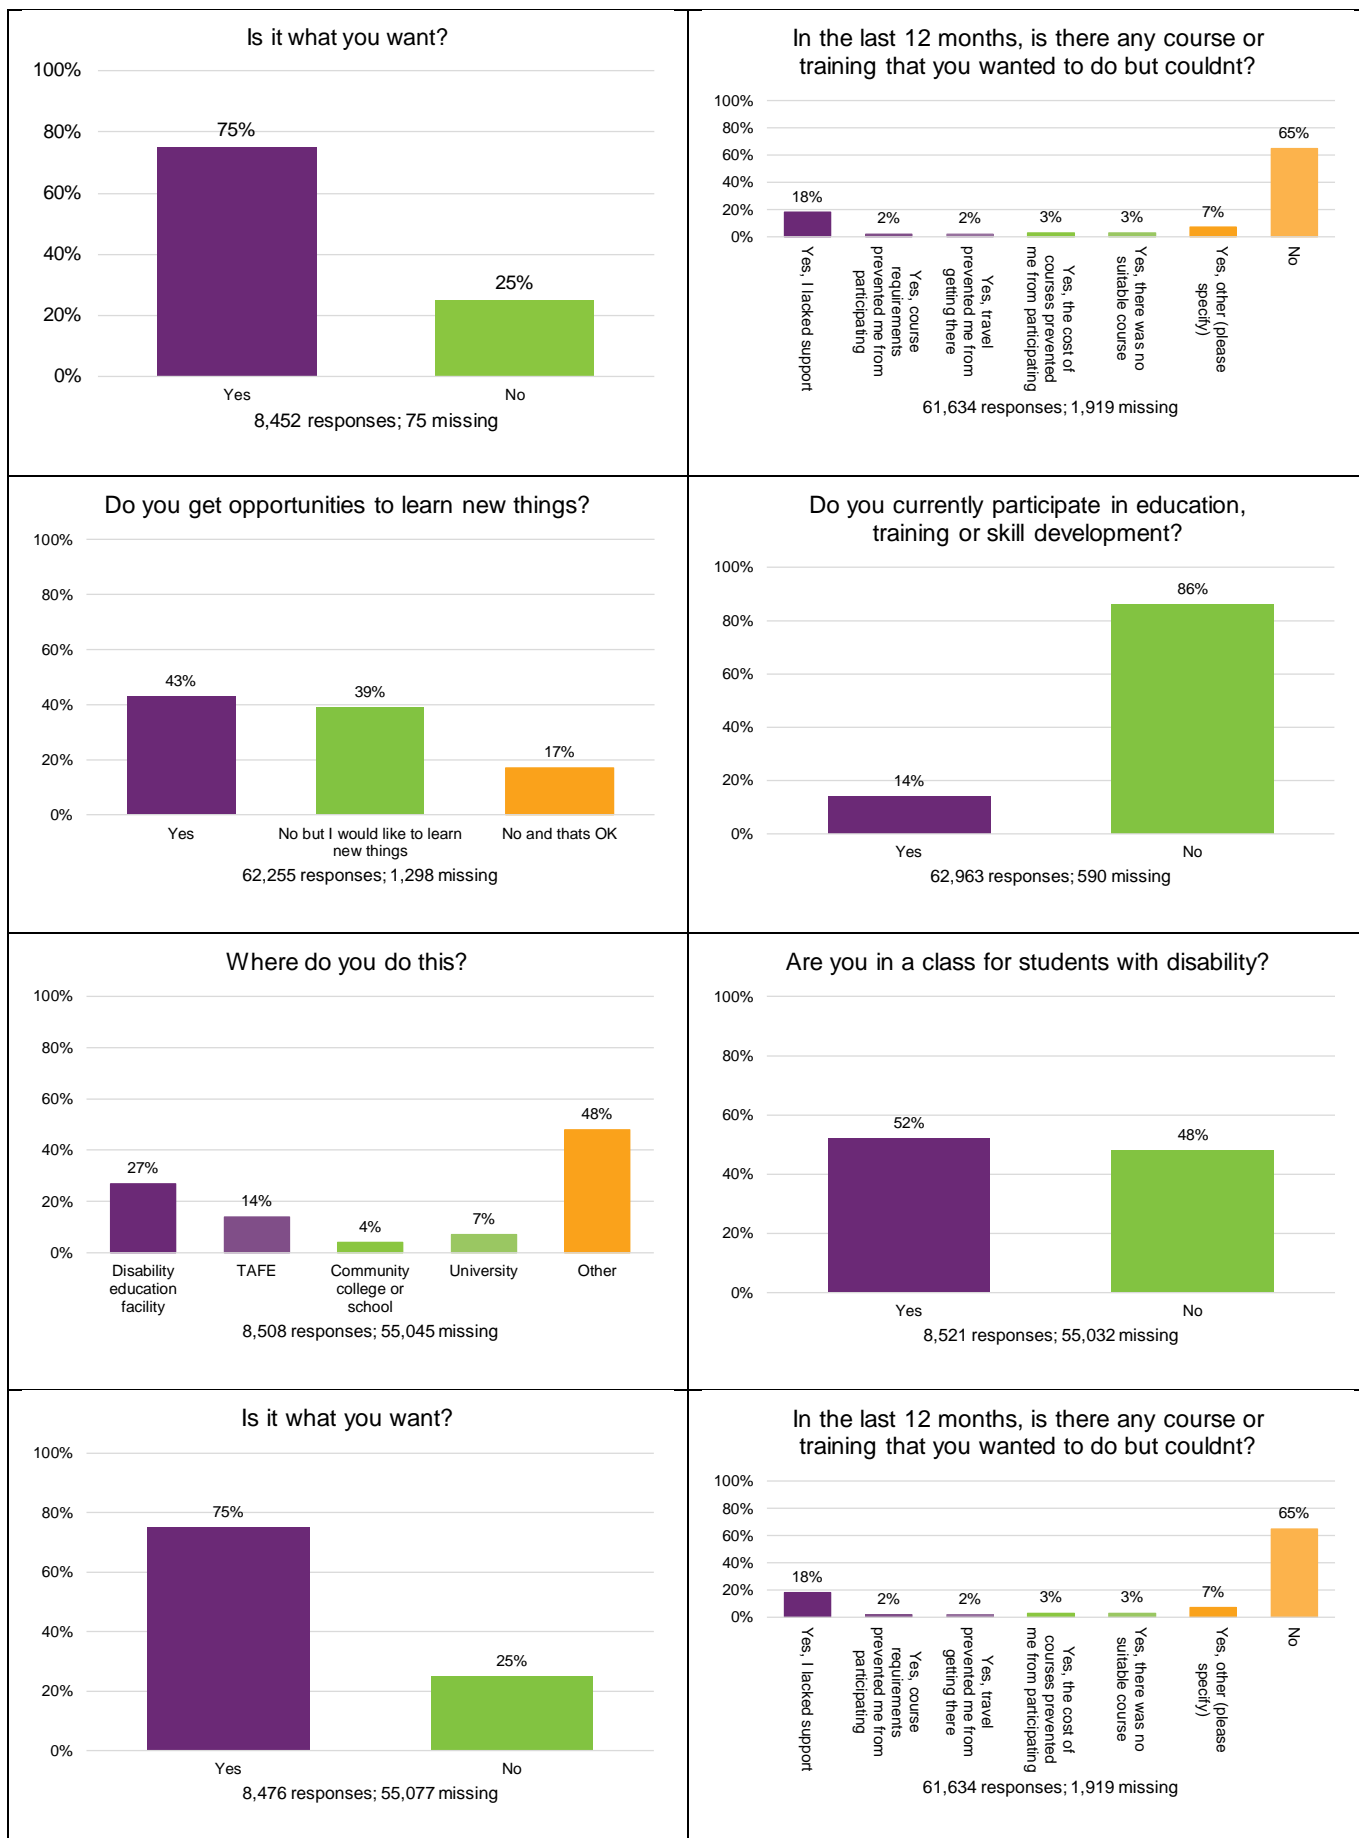 Is it what you want?
100%
80%
60%
40%
20%
0%
75%
25%
Yes
No
8,452 responses; 75 missing
In the last 12 months, is there any course or
training that you wanted to do but couldnt?
100%
80%
60%
40%
20%
0%
18%
2%
2%
3%
3%
7%
65%
Yes, I lacked support
Yes, course
requirements
prevented me from
participating
Yes, travel
prevented me from
getting there
Yes, the cost of
courses prevented
me from participating
Yes, there was no
suitable course
Yes, other (please
specify)
No
61,634 responses; 1,919 missing
Do you get opportunities to learn new things?
100%
80%
60%
40%
20%
0%
43%
39%
17%
Yes
No but I would like to learn
new things
No and thats OK
62,255 responses; 1,298 missing
Do you currently participate in education,
training or skill development?
100%
80%
60%
40%
20%
0%
14%
86%
Yes
No
62,963 responses; 590 missing
Where do you do this?
100%
80%
60%
40%
20%
0%
27%
14%
4%
7%
48%
Disability
education
facility
TAFE
Community
college or
school
University
Other
8,508 responses; 55,045 missing
Are you in a class for students with disability?
100%
80%
60%
40%
20%
0%
52%
48%
Yes
No
8,521 responses; 55,032 missing
Is it what you want?
100%
80%
60%
40%
20%
0%
75%
25%
Yes
No
8,476 responses; 55,077 missing
In the last 12 months, is there any course or
training that you wanted to do but couldnt?
100%
80%
60%
40%
20%
0%
18%
2%
2%
3%
3%
7%
65%
Yes, I lacked support
Yes, course
requirements
prevented me from
participating
Yes, travel
prevented me from
getting there
Yes, the cost of
courses prevented
me from participating
Yes, there was no
suitable course
Yes, other (please
specify)
No
61,634 responses; 1,919 missing